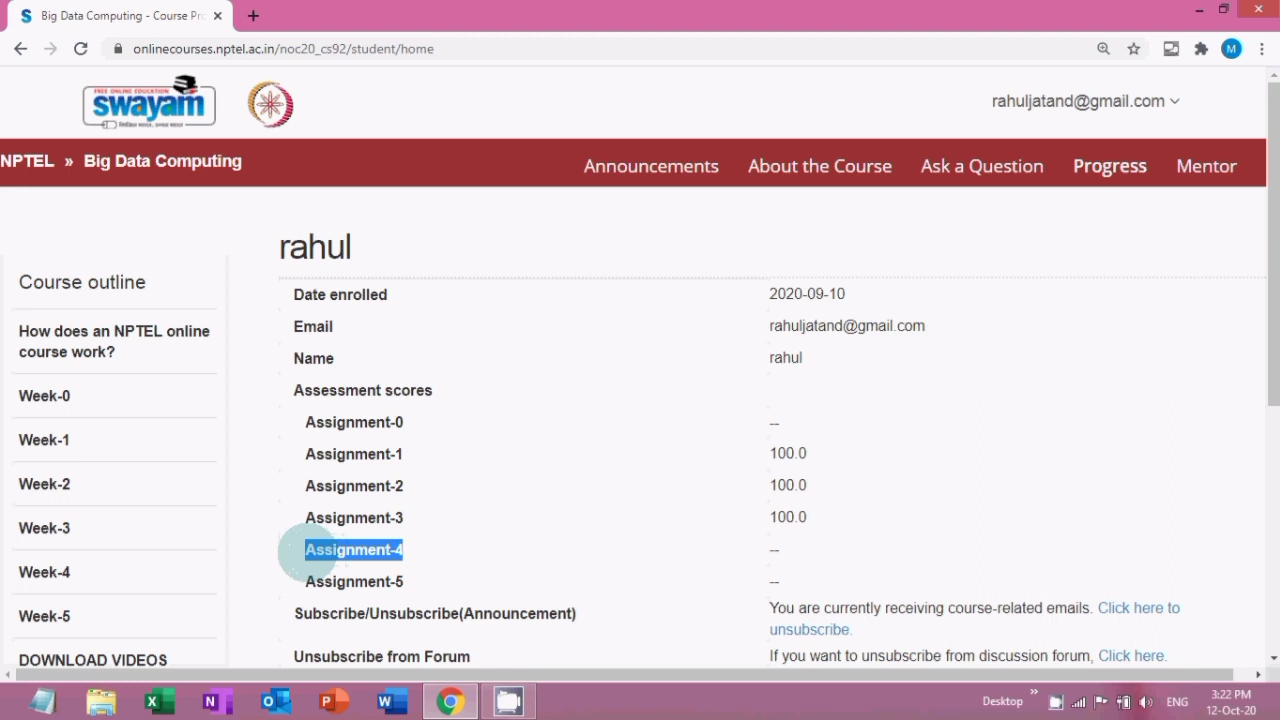 Big Data Computing - Course Pro
onlinecourses.nptel.ac.in/noc20_cs92/student/home
M
FREE ONLINE EDUCATION
swayam
rahuljatand@gmail.com
NPTEL » Big Data Computing
Announcements About the Course Ask a Question Progress Mentor
rahul
Course outline
How does an NPTEL online
course work?
Week-0
Week-1
Week-2
Week-3
Week-4
Week-5
DOWNLOAD VIDEOS
Date enrolled 2020-09-10
Email rahuljatand@gmail.com
Name rahul
Assessment scores
Assignment-0 --
Assignment-1 100.0
Assignment-2 100.0
Assignment-3 100.0
Assignment-4 --
Assignment-5 --
Subscribe/Unsubscribe(Announcement) You are currently receiving course-related emails. Click here to
unsubscribe.
Unsubscribe from Forum If you want to unsubscribe from discussion forum, Click here.
Desktop ENG 3:22 PM
12-Oct-20